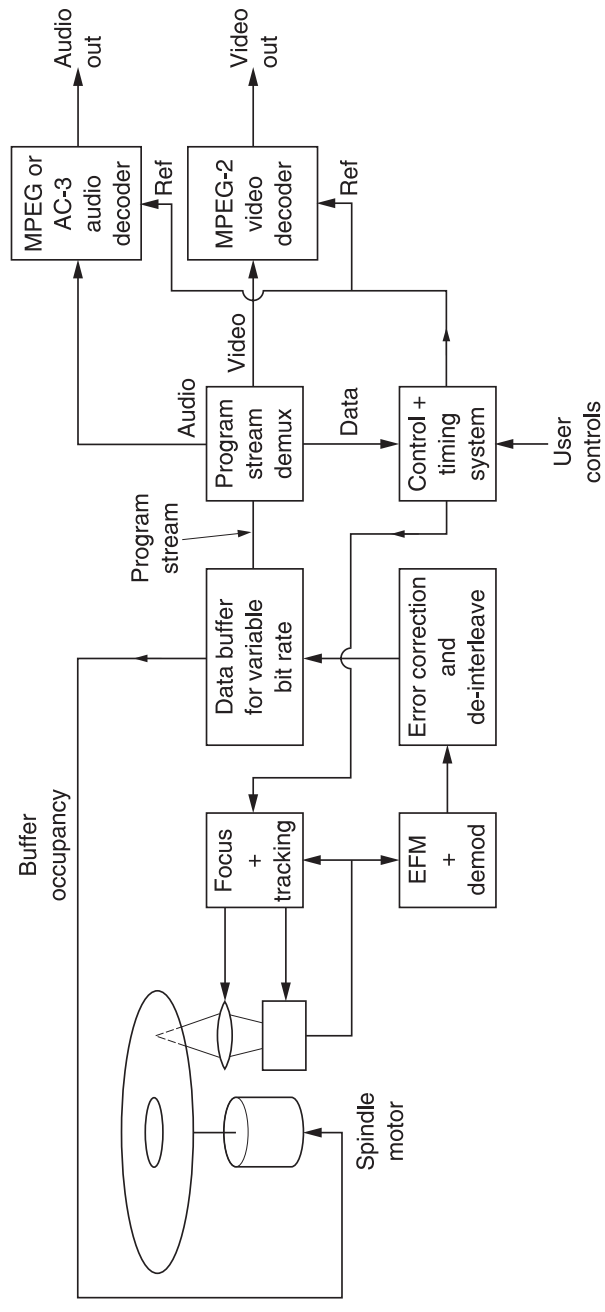 Buffer
occupancy
Spindle
motor
Focus
+
tracking
EFM
+
demod
Data buffer
for variable
bit rate
Error correction
and
de-interleave
Program
stream
Program
stream
demux
Audio
Video
Data
Control +
timing
system
User
controls
MPEG or
AC-3
audio
decoder
Ref
MPEG-2
video
decoder
Ref
Audio
out
Video
out